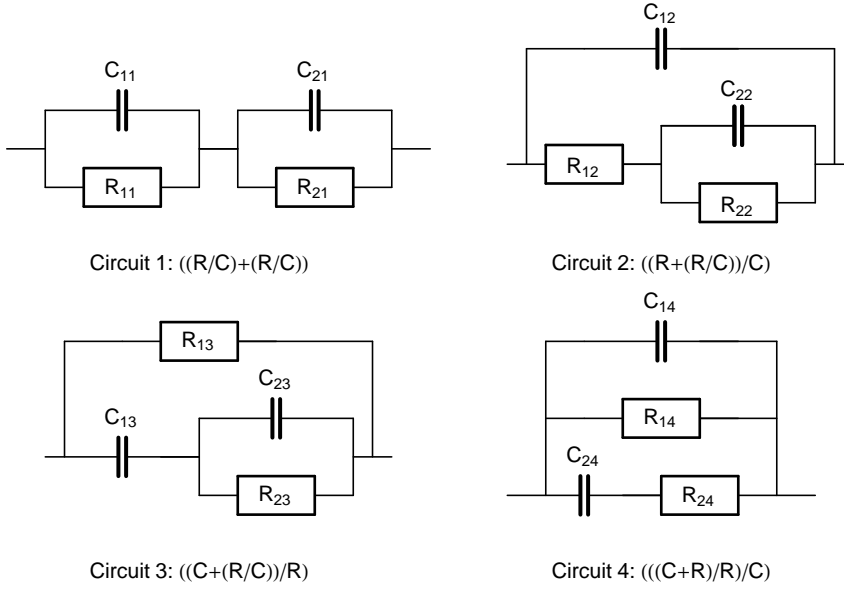 C₁₁
C₂₁
R₁₁
R₂₁
Circuit 1: ((R/C)+(R/C))
C₁₂
C₂₂
R₁₂
R₂₂
Circuit 2: ((R+(R/C))/C)
R₁₃
C₂₃
C₁₃
R₂₃
Circuit 3: ((C+(R/C))/R)
C₁₄
R₁₄
C₂₄
R₂₄
Circuit 4: (((C+R)/R)/C)